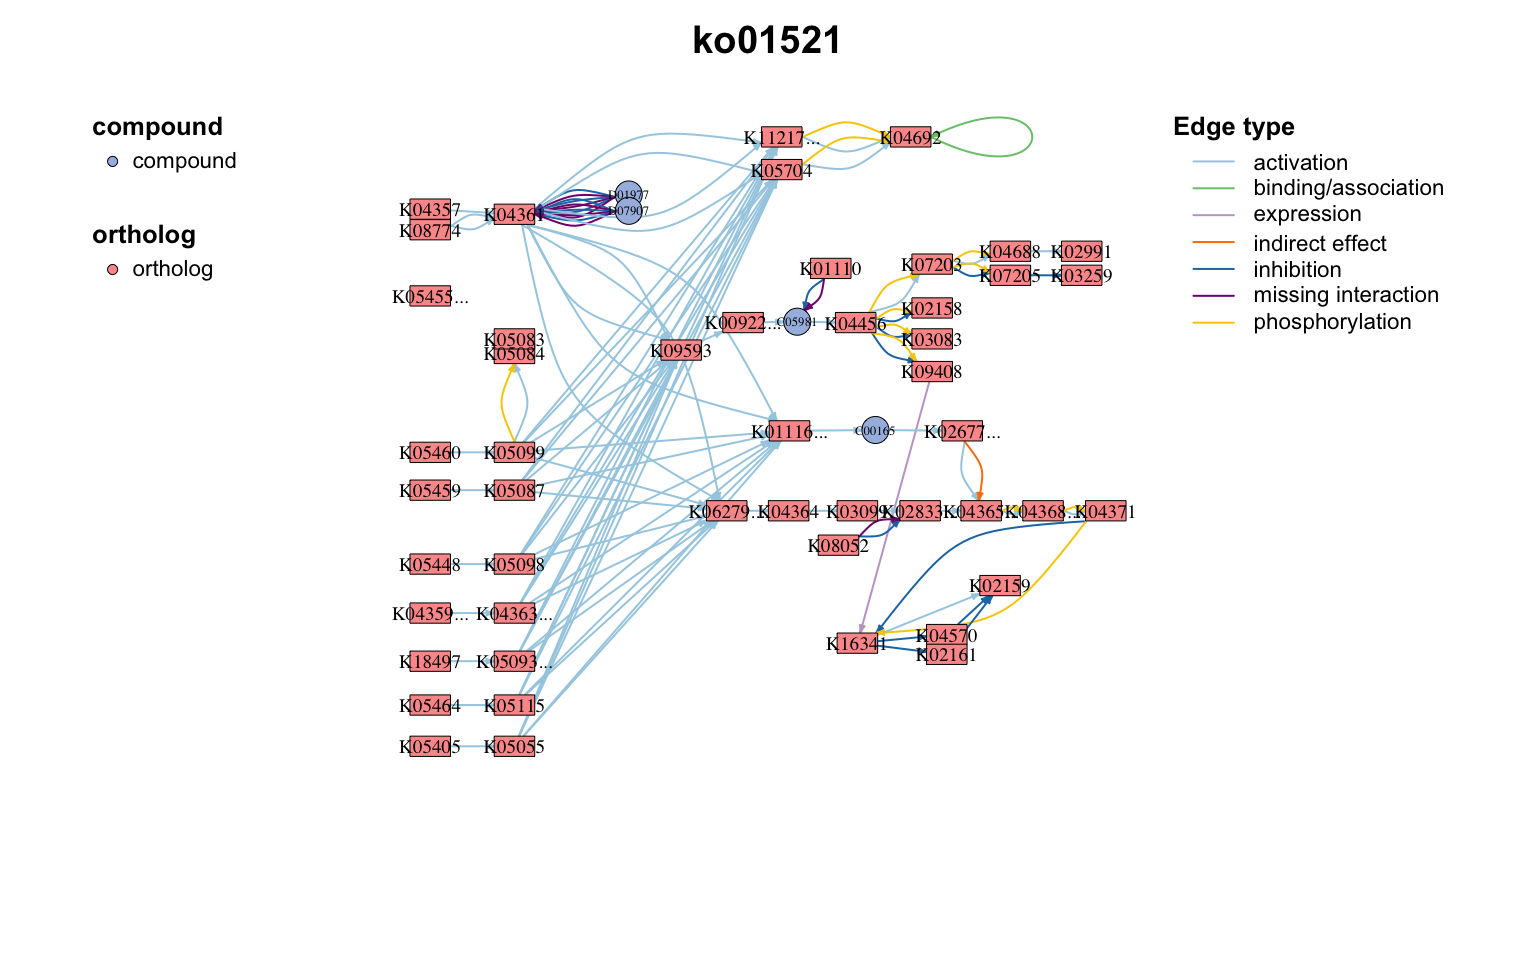 ko01521
compound
compound
ortholog
ortholog
Edge type
activation
binding/association
expression
indirect effect
inhibition
missing interaction
phosphorylation
K11217...
K04692
K05704
D01977
D07907
K04357
K04361
K08774
K07203
K04688
K02991
K01110
K07205
K03259
K05455...
K02158
K00922...
C05981
K04456
K05083
K03083
K05084
K09593
K09408
K01116...
C00165
K02677...
K05460
K05099
K05459
K05087
K06279...
K04364
K03099
K02833
K04365
K04368...
K04371
K08052
K05448
K05098
K02159
K04359...
K04363...
K16341
K04570
K02161
K18497
K05093...
K05464
K05115
K05405
K05055